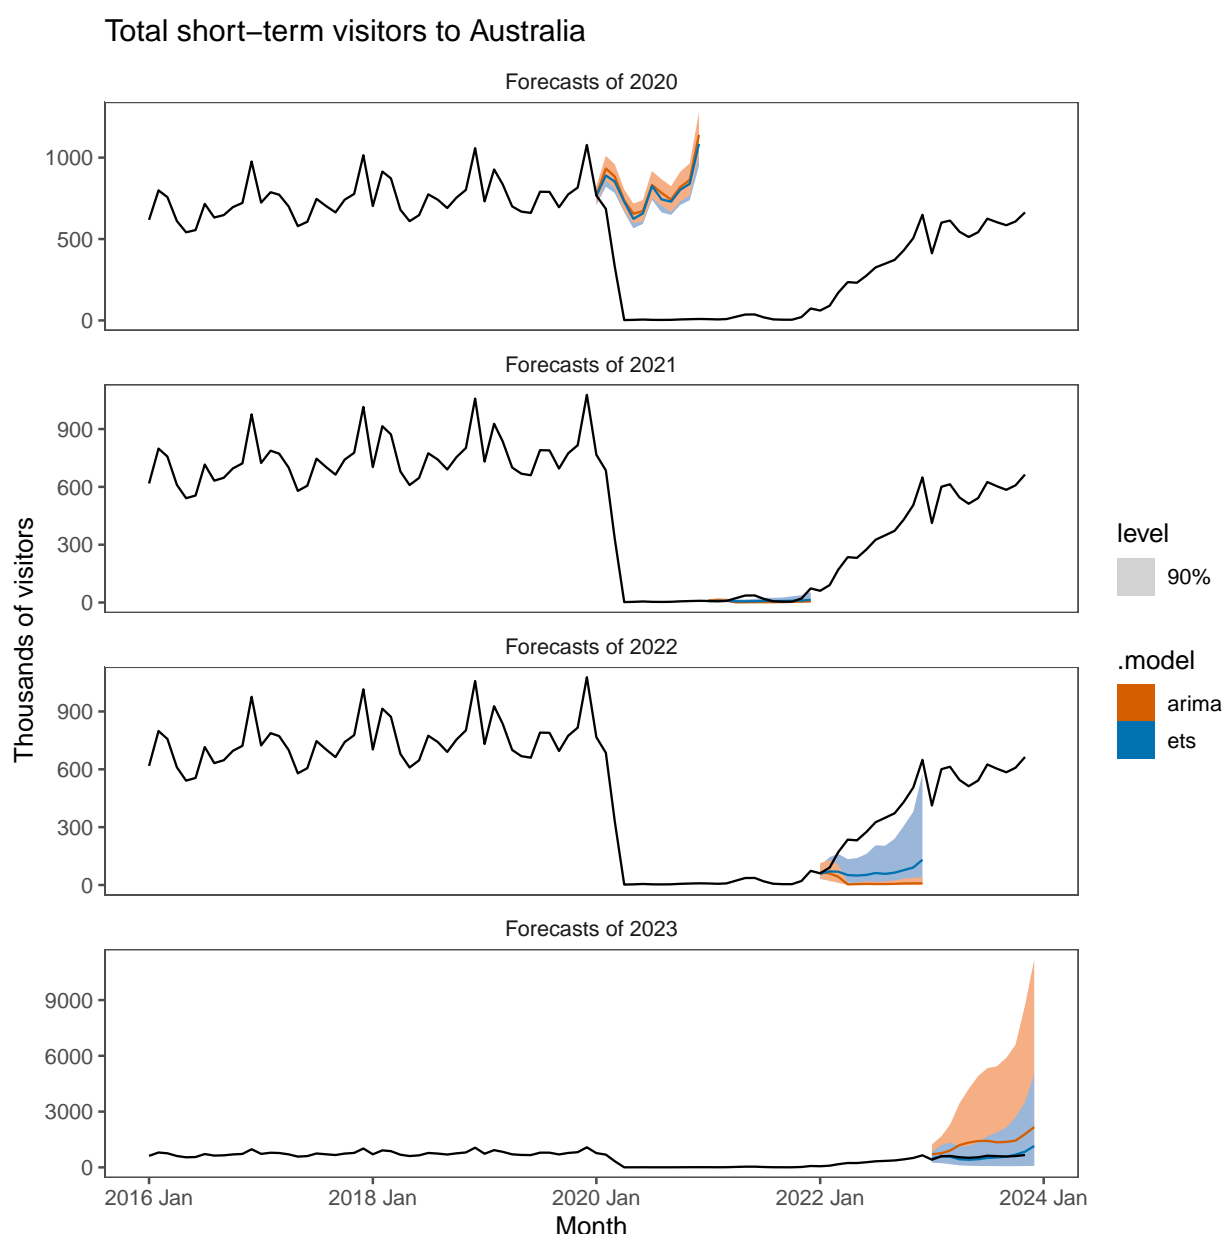 Total short−term visitors to Australia
Forecasts of 2020
1000
500
0
Forecasts of 2021
900
600
300
0
Forecasts of 2022
900
600
300
0
Forecasts of 2023
9000
6000
3000
0
2016 Jan 2018 Jan 2020 Jan 2022 Jan 2024 Jan
Month
Thousands of visitors
level
90%
.model
arima
ets